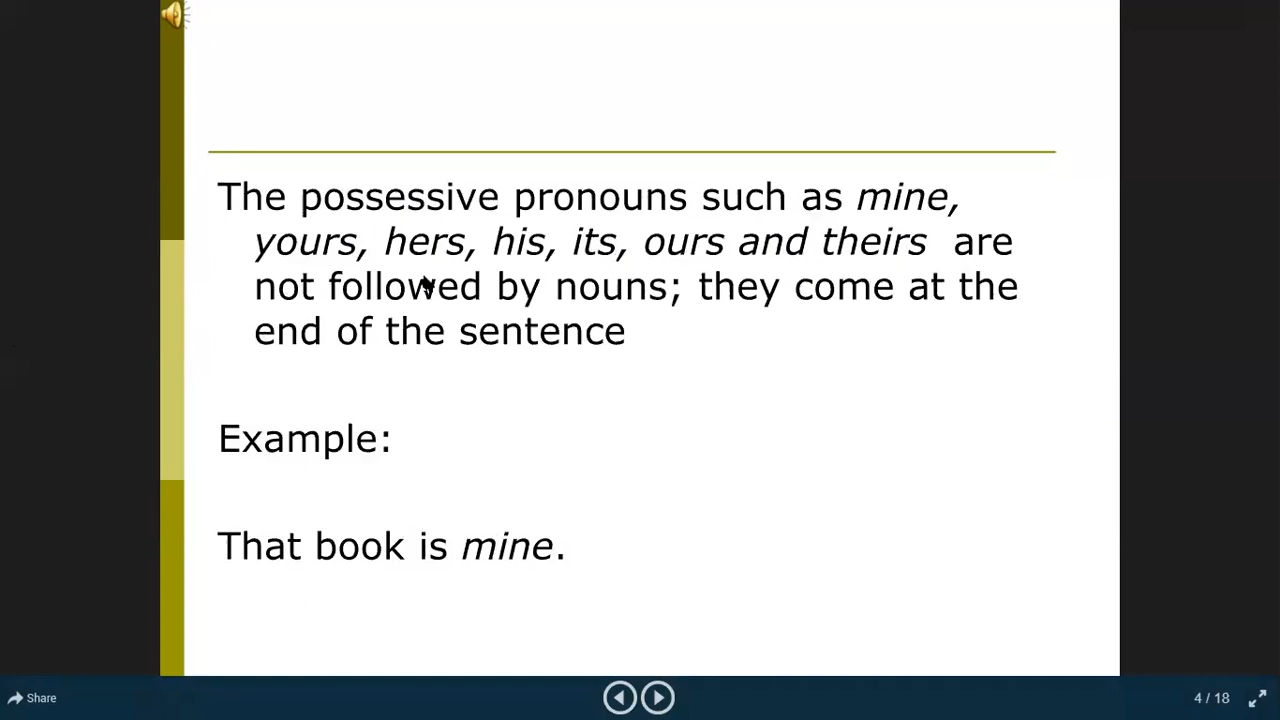 The possessive pronouns such as mine,
yours, hers, his, its, ours and theirs are
not followed by nouns; they come at the
end of the sentence
Example:
That book is mine.
Share
4 / 18